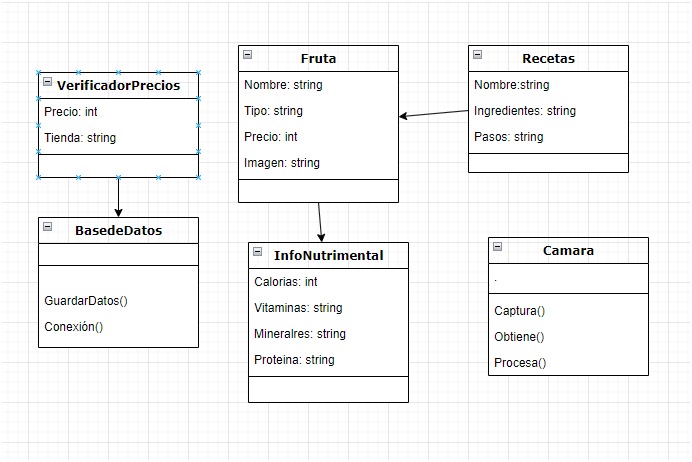 VerificadorPrecios
Precio: int
Tienda: string
Fruta
Nombre: string
Tipo: string
Precio: int
Imagen: string
Recetas
Nombre:string
Ingredientes: string
Pasos: string
BasedeDatos
GuardarDatos()
Conexión()
InfoNutrimental
Calorias: int
Vitaminas: string
Mineralres: string
Proteina: string
Camara
.
Captura()
Obtiene()
Procesa()